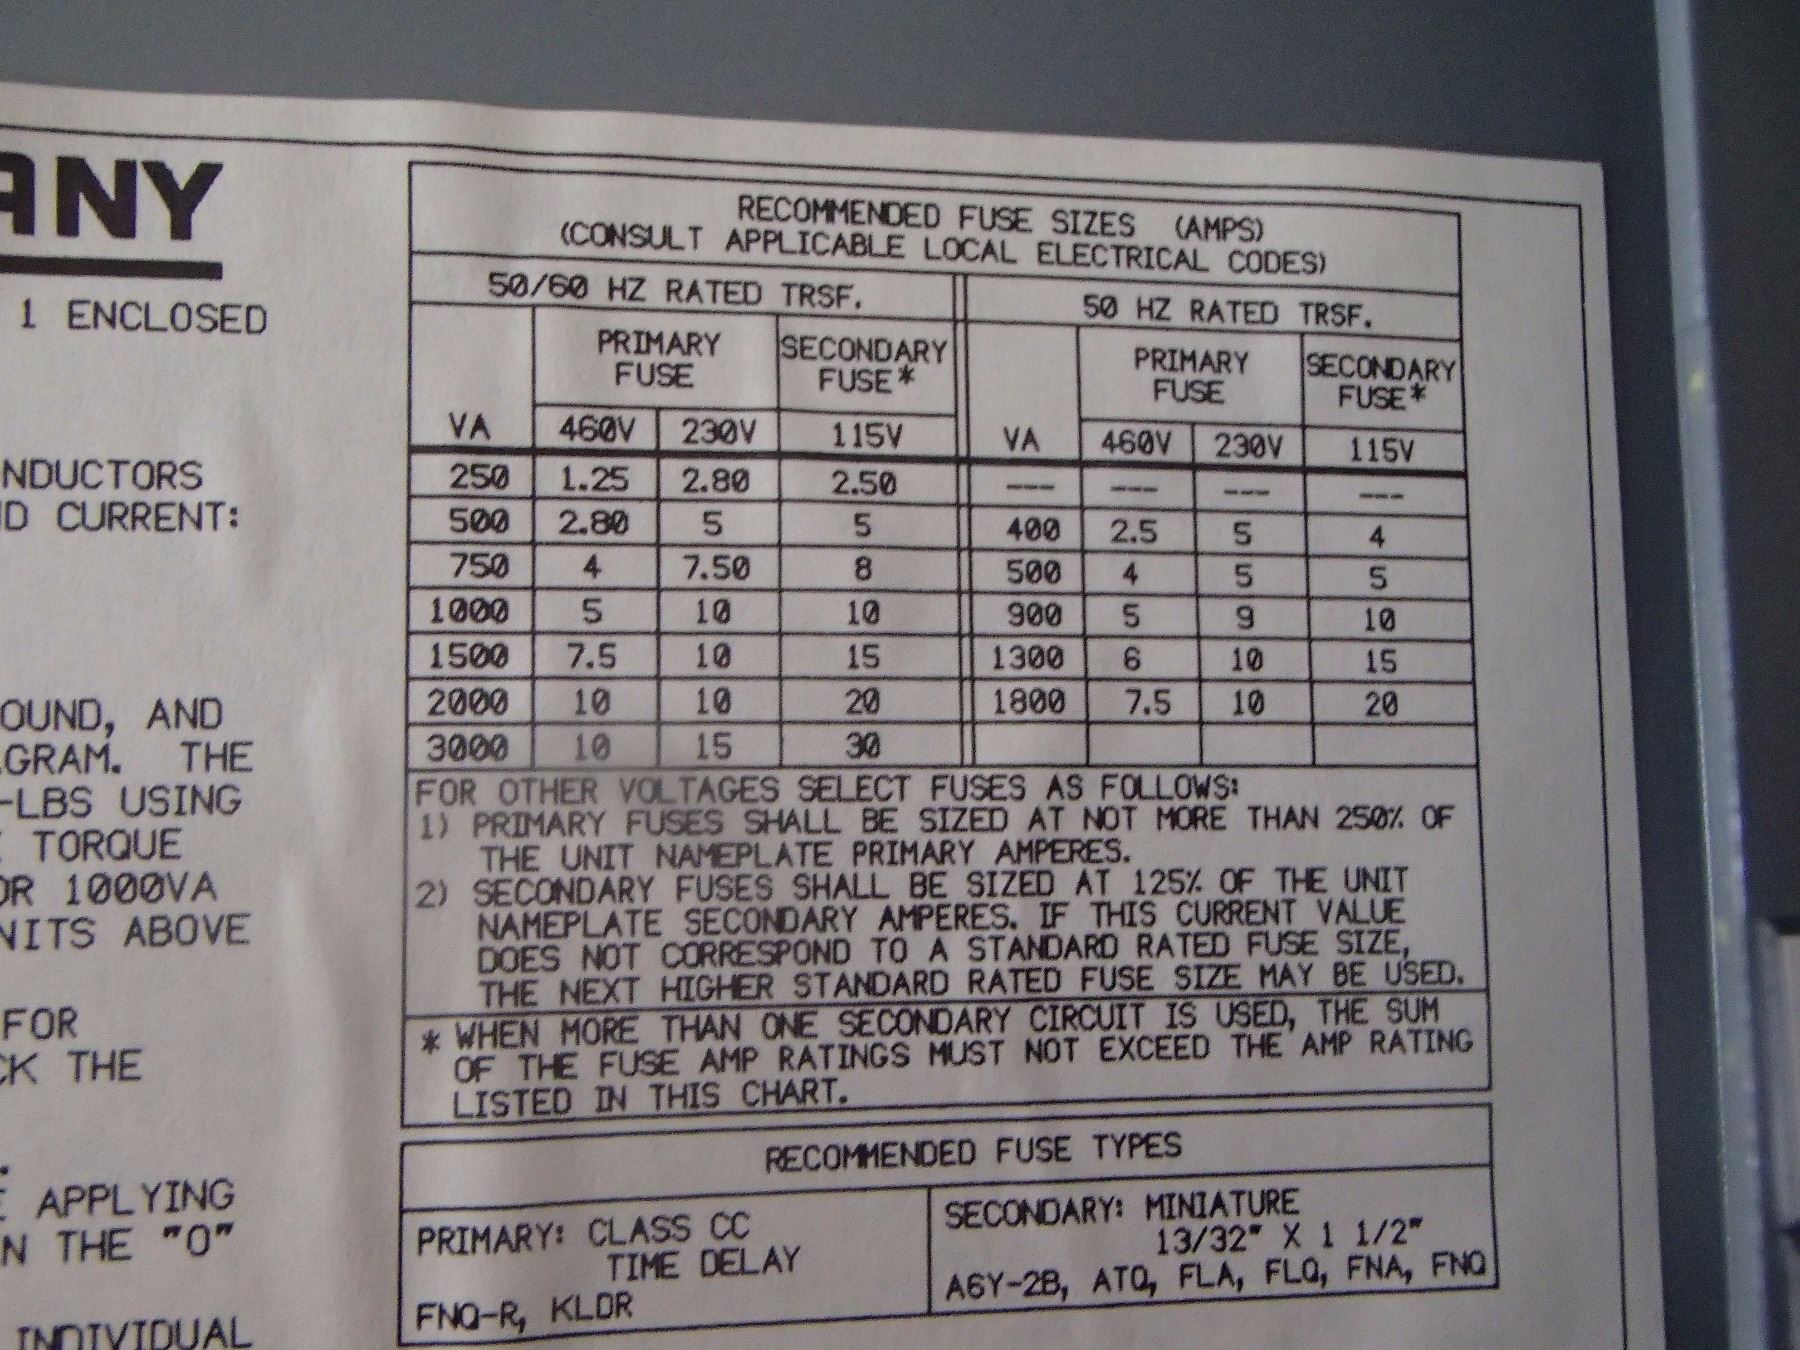 ANY
1 ENCLOSED
NDUCTORS
D CURRENT:
OUND, AND
GRAM. THE
-LBS USING
TORQUE
OR 1000VA
NITS ABOVE
FOR
CK THE
APPLYING
N THE "O"
INDIVIDUAL
RECOMMENDED FUSE SIZES (AMPS)
(CONSULT APPLICABLE LOCAL ELECTRICAL CODES)
50/60 HZ RATED TRSF. 50 HZ RATED TRSF.
PRIMARY SECONDARY PRIMARY SECONDARY
FUSE FUSE* FUSE FUSE*
VA 460V 230V 115V VA 460V 230V 115V
250 1.25 2.80 2.50 --- --- --- ---
500 2.80 5 5 400 2.5 5 4
750 4 7.50 8 500 4 5 5
1000 5 10 10 900 5 9 10
1500 7.5 10 15 1300 6 10 15
2000 10 10 20 1800 7.5 10 20
3000 10 15 30
FOR OTHER VOLTAGES SELECT FUSES AS FOLLOWS:
1) PRIMARY FUSES SHALL BE SIZED AT NOT MORE THAN 250% OF
THE UNIT NAMEPLATE PRIMARY AMPERES.
2) SECONDARY FUSES SHALL BE SIZED AT 125% OF THE UNIT
NAMEPLATE SECONDARY AMPERES. IF THIS CURRENT VALUE
DOES NOT CORRESPOND TO A STANDARD RATED FUSE SIZE,
THE NEXT HIGHER STANDARD RATED FUSE SIZE MAY BE USED.
* WHEN MORE THAN ONE SECONDARY CIRCUIT IS USED, THE SUM
OF THE FUSE AMP RATINGS MUST NOT EXCEED THE AMP RATING
LISTED IN THIS CHART.
RECOMMENDED FUSE TYPES
PRIMARY: CLASS CC
TIME DELAY
FNQ-R, KLDR
SECONDARY: MINIATURE
13/32" X 1 1/2"
A6Y-2B, ATQ, FLA, FLQ, FNA, FNQ